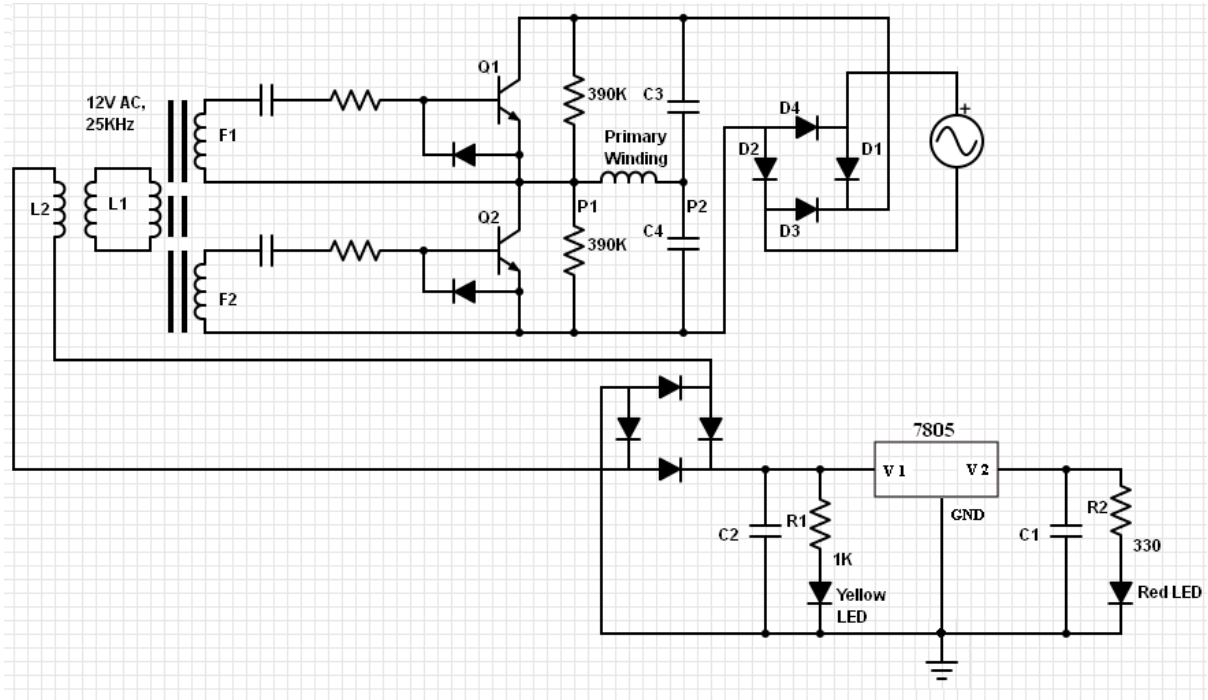 Q1
12V AC,
25KHz
F1
390K
C3
Primary
Winding
D4
D2
D1
+
L2
L1
P1
P2
Q2
390K
C4
D3
F2
7805
V 1
V 2
GND
C2
R1
1K
Yellow
LED
C1
R2
330
Red LED